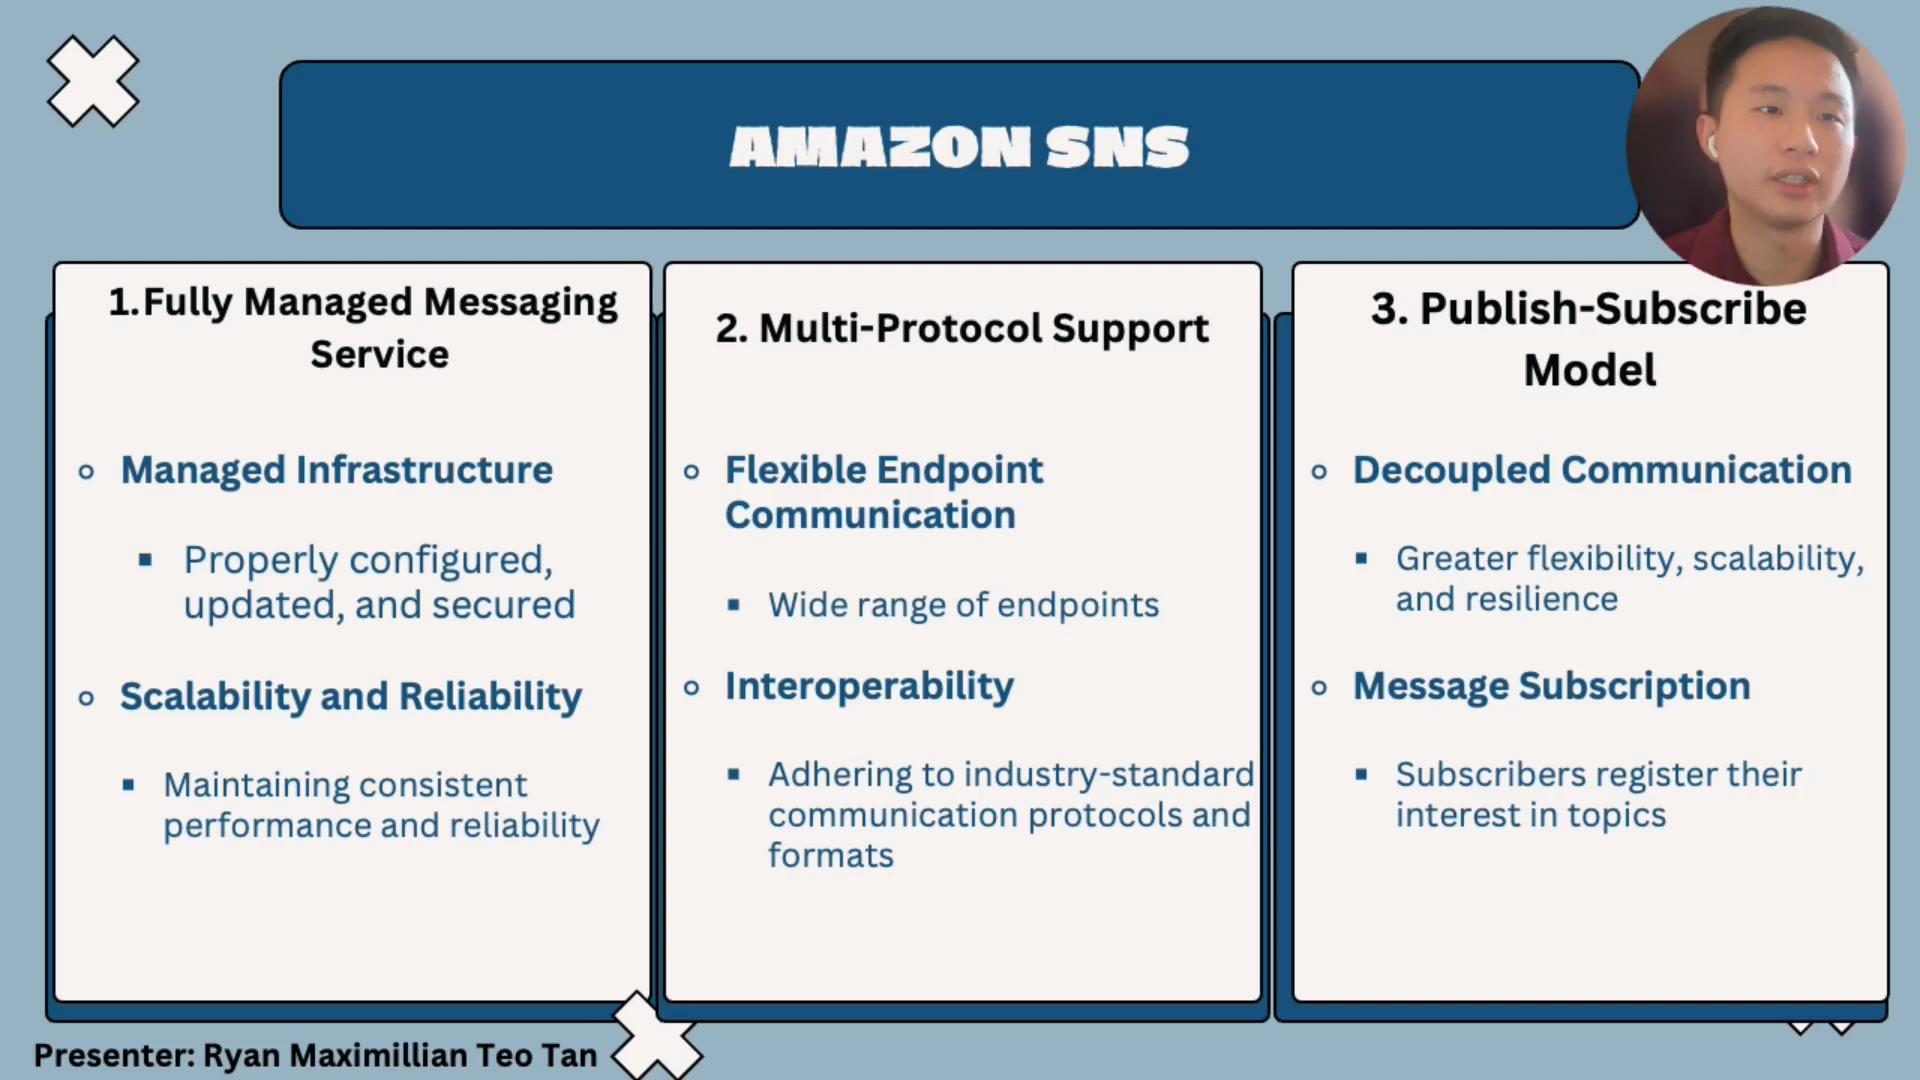 AMAZON SNS
1.Fully Managed Messaging
Service
Managed Infrastructure
Properly configured,
updated, and secured
Scalability and Reliability
Maintaining consistent
performance and reliability
2. Multi-Protocol Support
Flexible Endpoint
Communication
Wide range of endpoints
Interoperability
Adhering to industry-standard
communication protocols and
formats
3. Publish-Subscribe
Model
Decoupled Communication
Greater flexibility, scalability,
and resilience
Message Subscription
Subscribers register their
interest in topics
Presenter: Ryan Maximillian Teo Tan